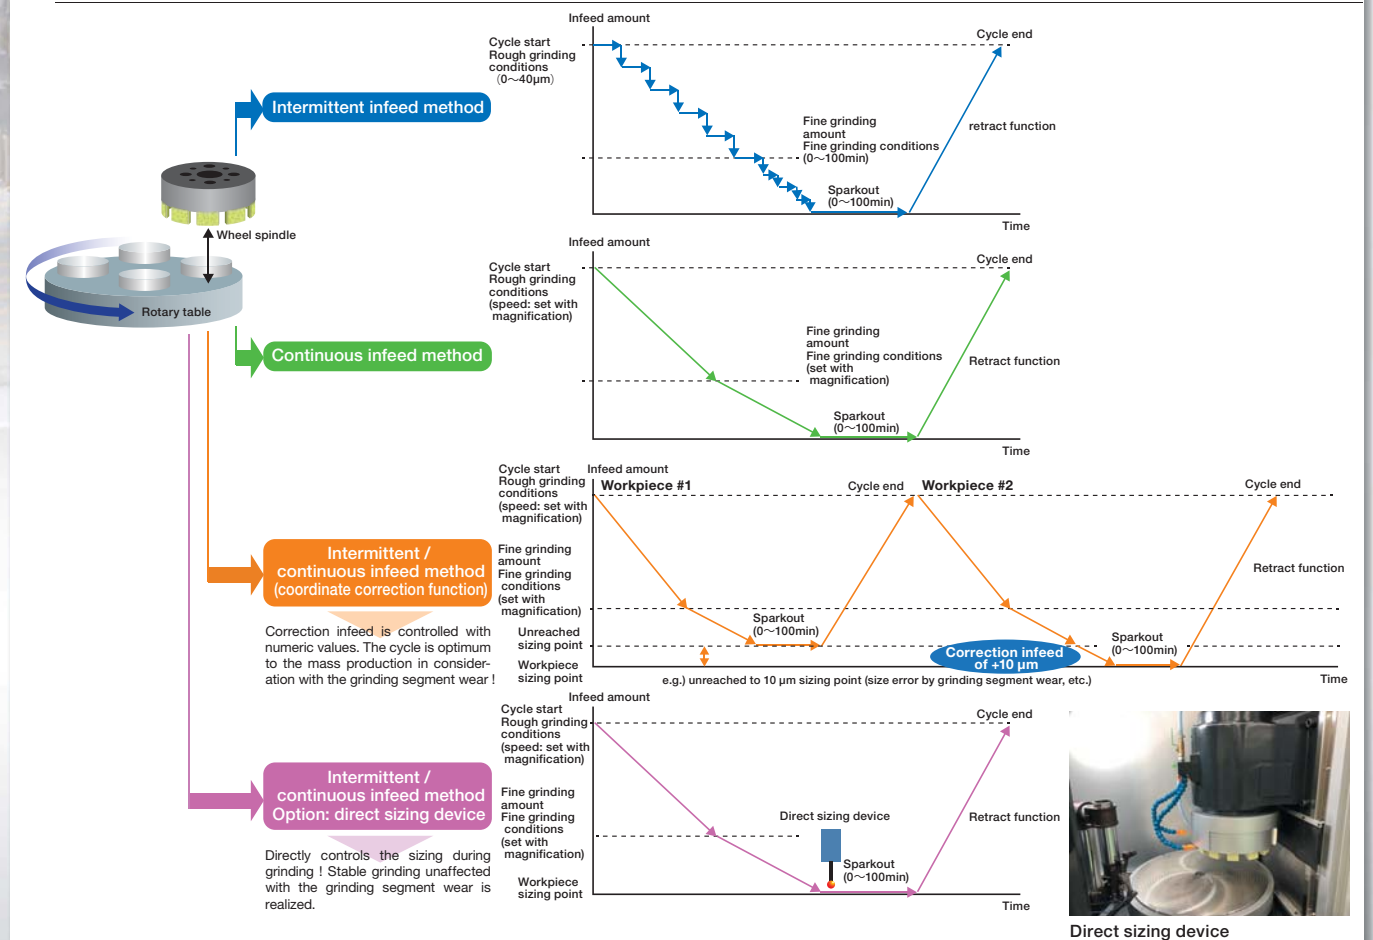 Infeed amount
Cycle start
Rough grinding
conditions
(0～40μm)
Cycle end
Intermittent infeed method
Fine grinding
amount
Fine grinding conditions
(0～100min)
retract function
Sparkout
(0～100min)
Time
Wheel spindle
Rotary table
Infeed amount
Cycle start
Rough grinding
conditions
(speed: set with
magnification)
Cycle end
Continuous infeed method
Fine grinding
amount
Fine grinding conditions
(set with
magnification)
Retract function
Sparkout
(0～100min)
Time
Cycle start
Rough grinding
conditions
(speed: set with
magnification)
Infeed amount
Workpiece #1
Cycle end
Workpiece #2
Cycle end
Intermittent /
continuous infeed method
(coordinate correction function)
Fine grinding
amount
Fine grinding
conditions
(set with
magnification)
Retract function
Correction infeed is controlled with
numeric values. The cycle is optimum
to the mass production in consider-
ation with the grinding segment wear !
Unreached
sizing point
Workpiece
sizing point
Sparkout
(0～100min)
Correction infeed
of +10 μm
Sparkout
(0～100min)
e.g.) unreached to 10 μm sizing point (size error by grinding segment wear, etc.)
Time
Infeed amount
Cycle start
Rough grinding
conditions
(speed: set with
magnification)
Cycle end
Intermittent /
continuous infeed method
Option: direct sizing device
Fine grinding
amount
Fine grinding
conditions
(set with
magnification)
Direct sizing device
Retract function
Directly controls the sizing during
grinding ! Stable grinding unaffected
with the grinding segment wear is
realized.
Sparkout
(0～100min)
Workpiece
sizing point
Time
Direct sizing device